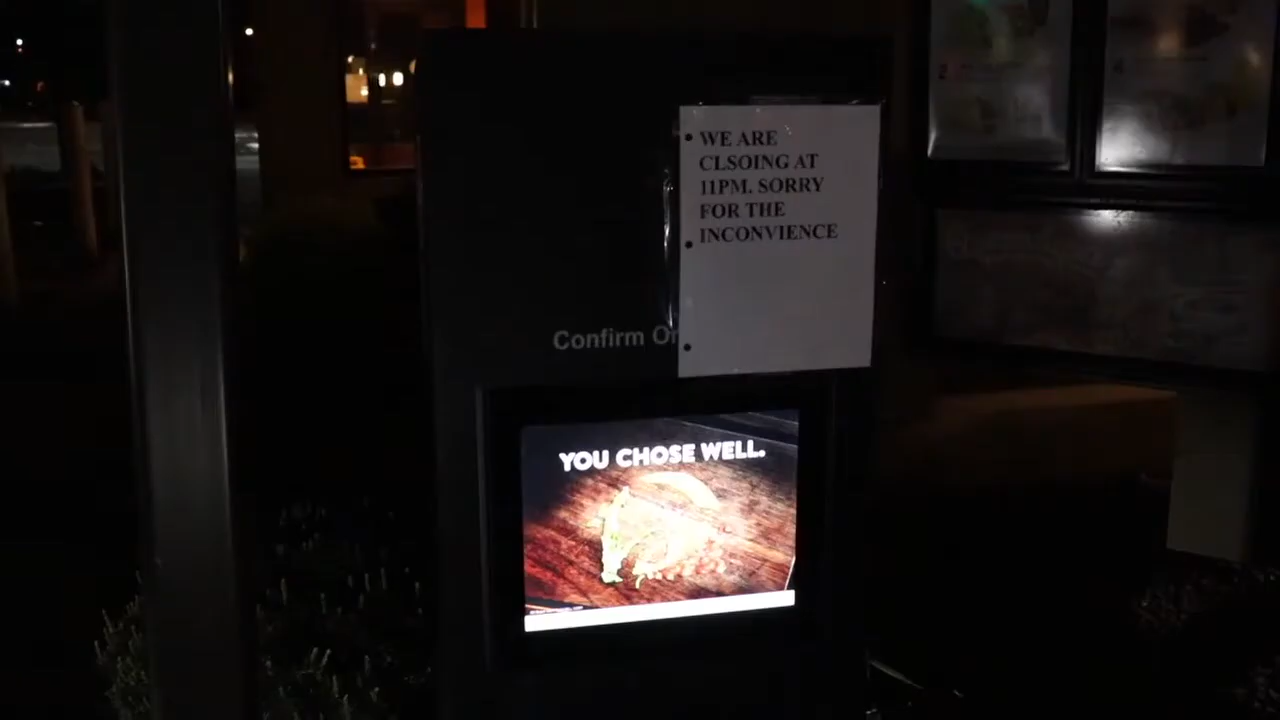 WE ARE
CLSOING AT
11PM. SORRY
FOR THE
INCONVIENCE
Confirm Or
YOU CHOSE WELL.